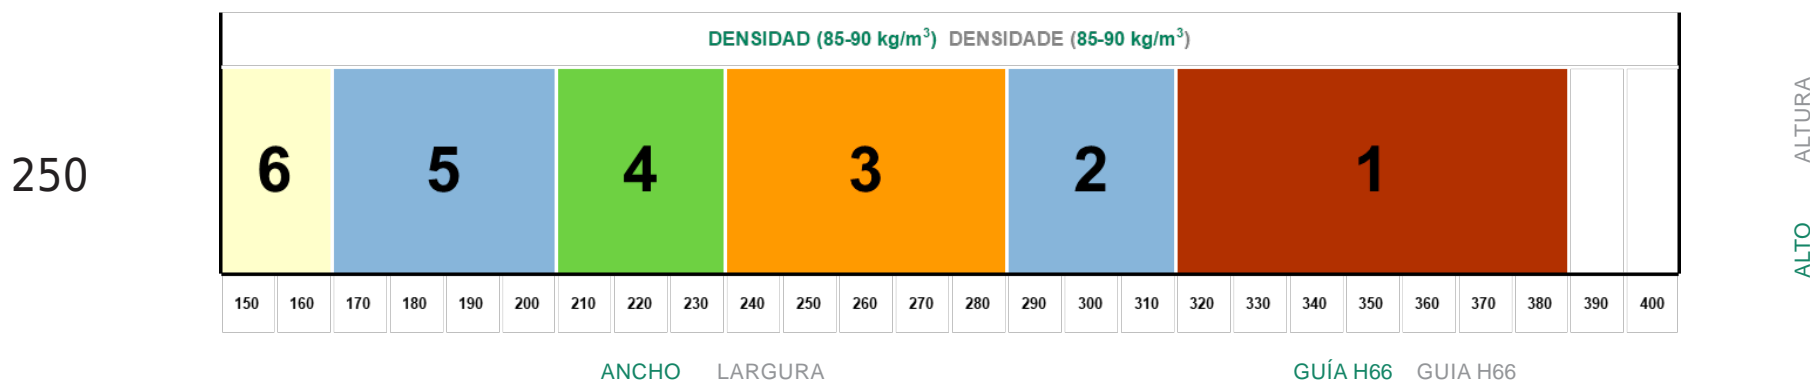 DENSIDAD (85-90 kg/m³) DENSIDADE (85-90 kg/m³)
250 6 5 4 3 2 1
150 160 170 180 190 200 210 220 230 240 250 260 270 280 290 300 310 320 330 340 350 360 370 380 390 400
ANCHO LARGURA GUÍA H66 GUIA H66
ALTO ALTURA